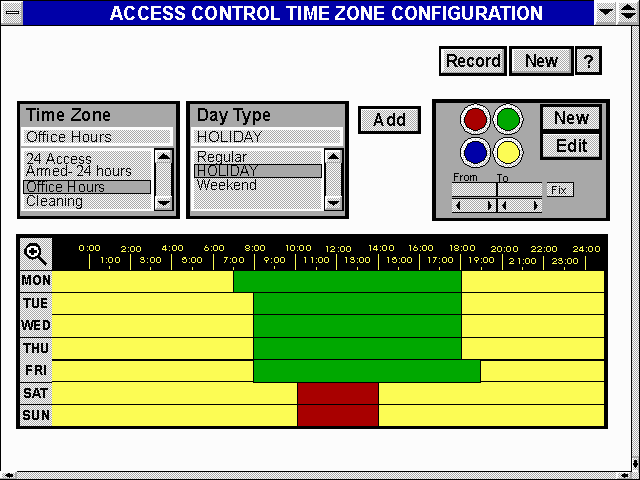 ACCESS CONTROL TIME ZONE CONFIGURATION
Record New ?
Time Zone
Office Hours
24 Access
Armed- 24 hours
Office Hours
Cleaning
Day Type
HOLIDAY
Regular
HOLIDAY
Weekend
Add
New
Edit
From To
Fix
0:00 2:00 4:00 6:00 8:00 10:00 12:00 14:00 16:00 18:00 20:00 22:00 24:00
1:00 3:00 5:00 7:00 9:00 11:00 13:00 15:00 17:00 19:00 21:00 23:00
MON
TUE
WED
THU
FRI
SAT
SUN